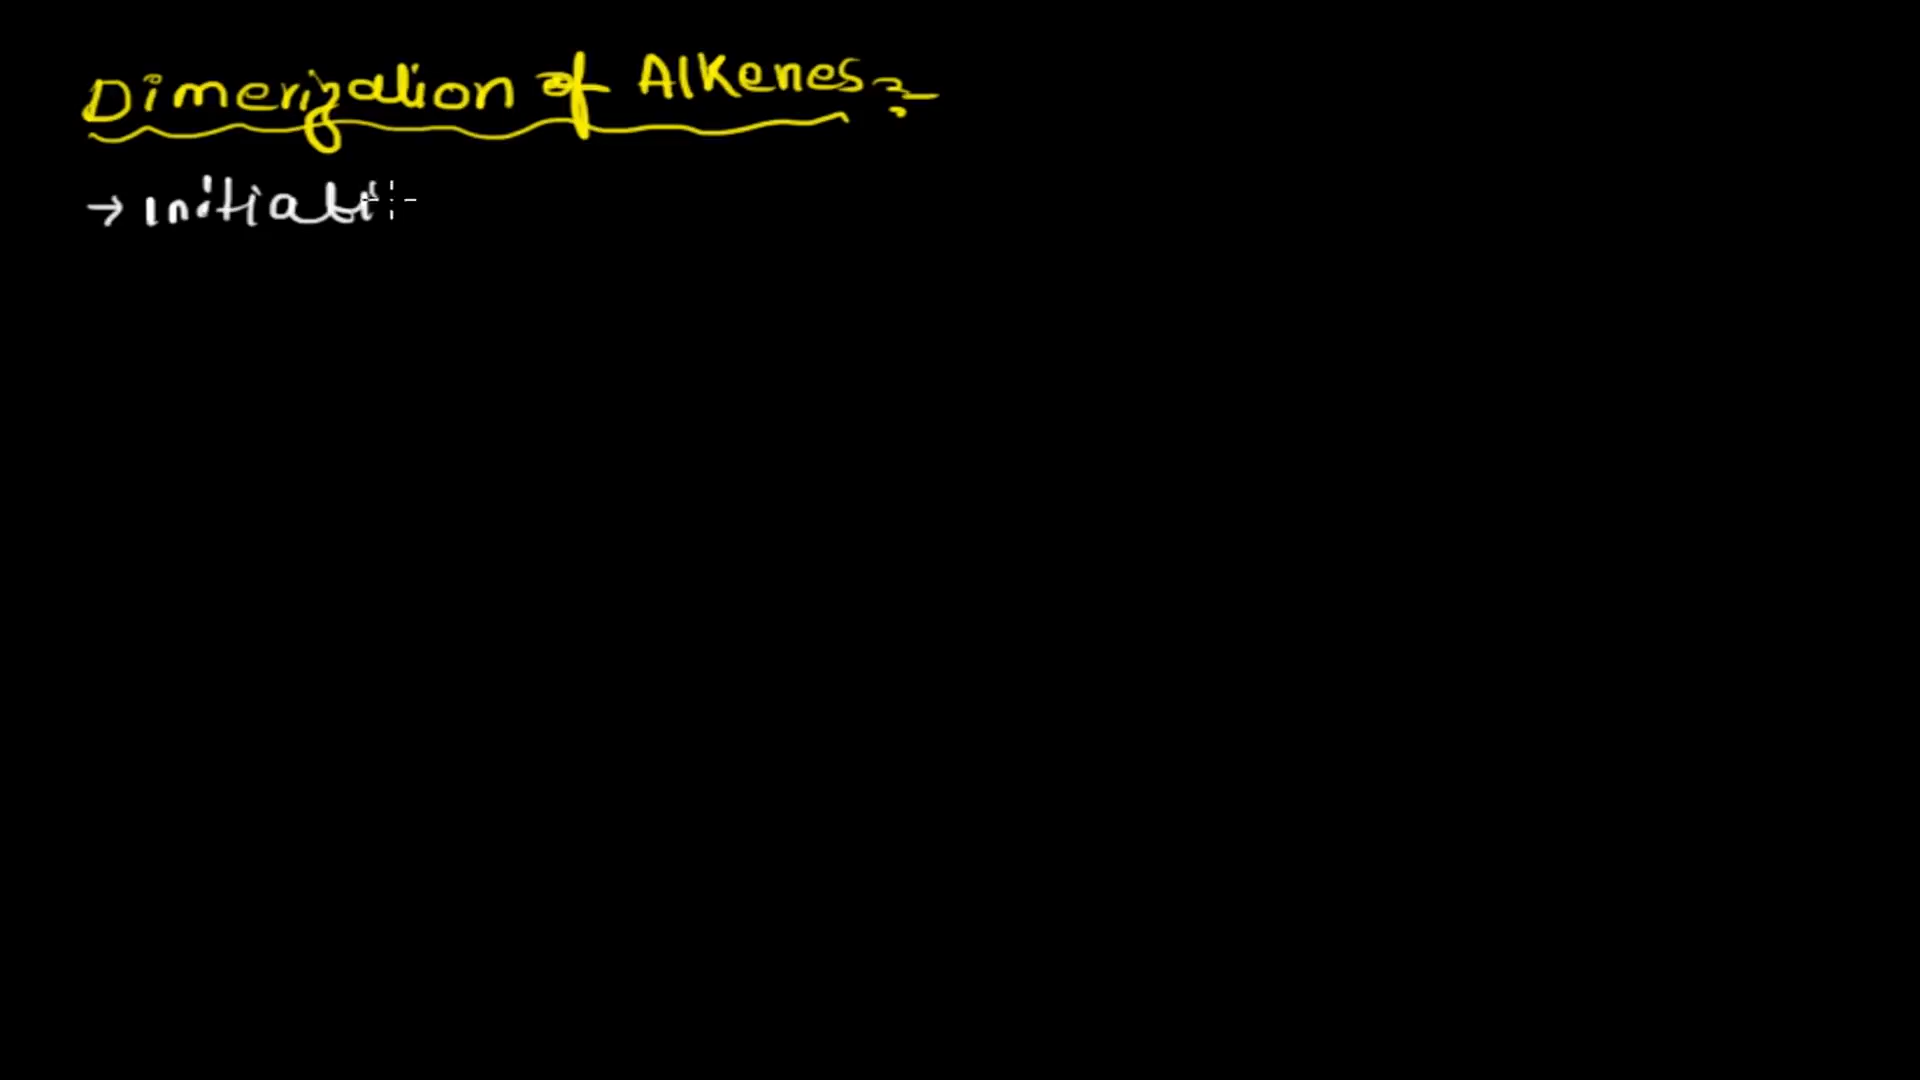 Dimerization of Alkenes :-
→ Initiati